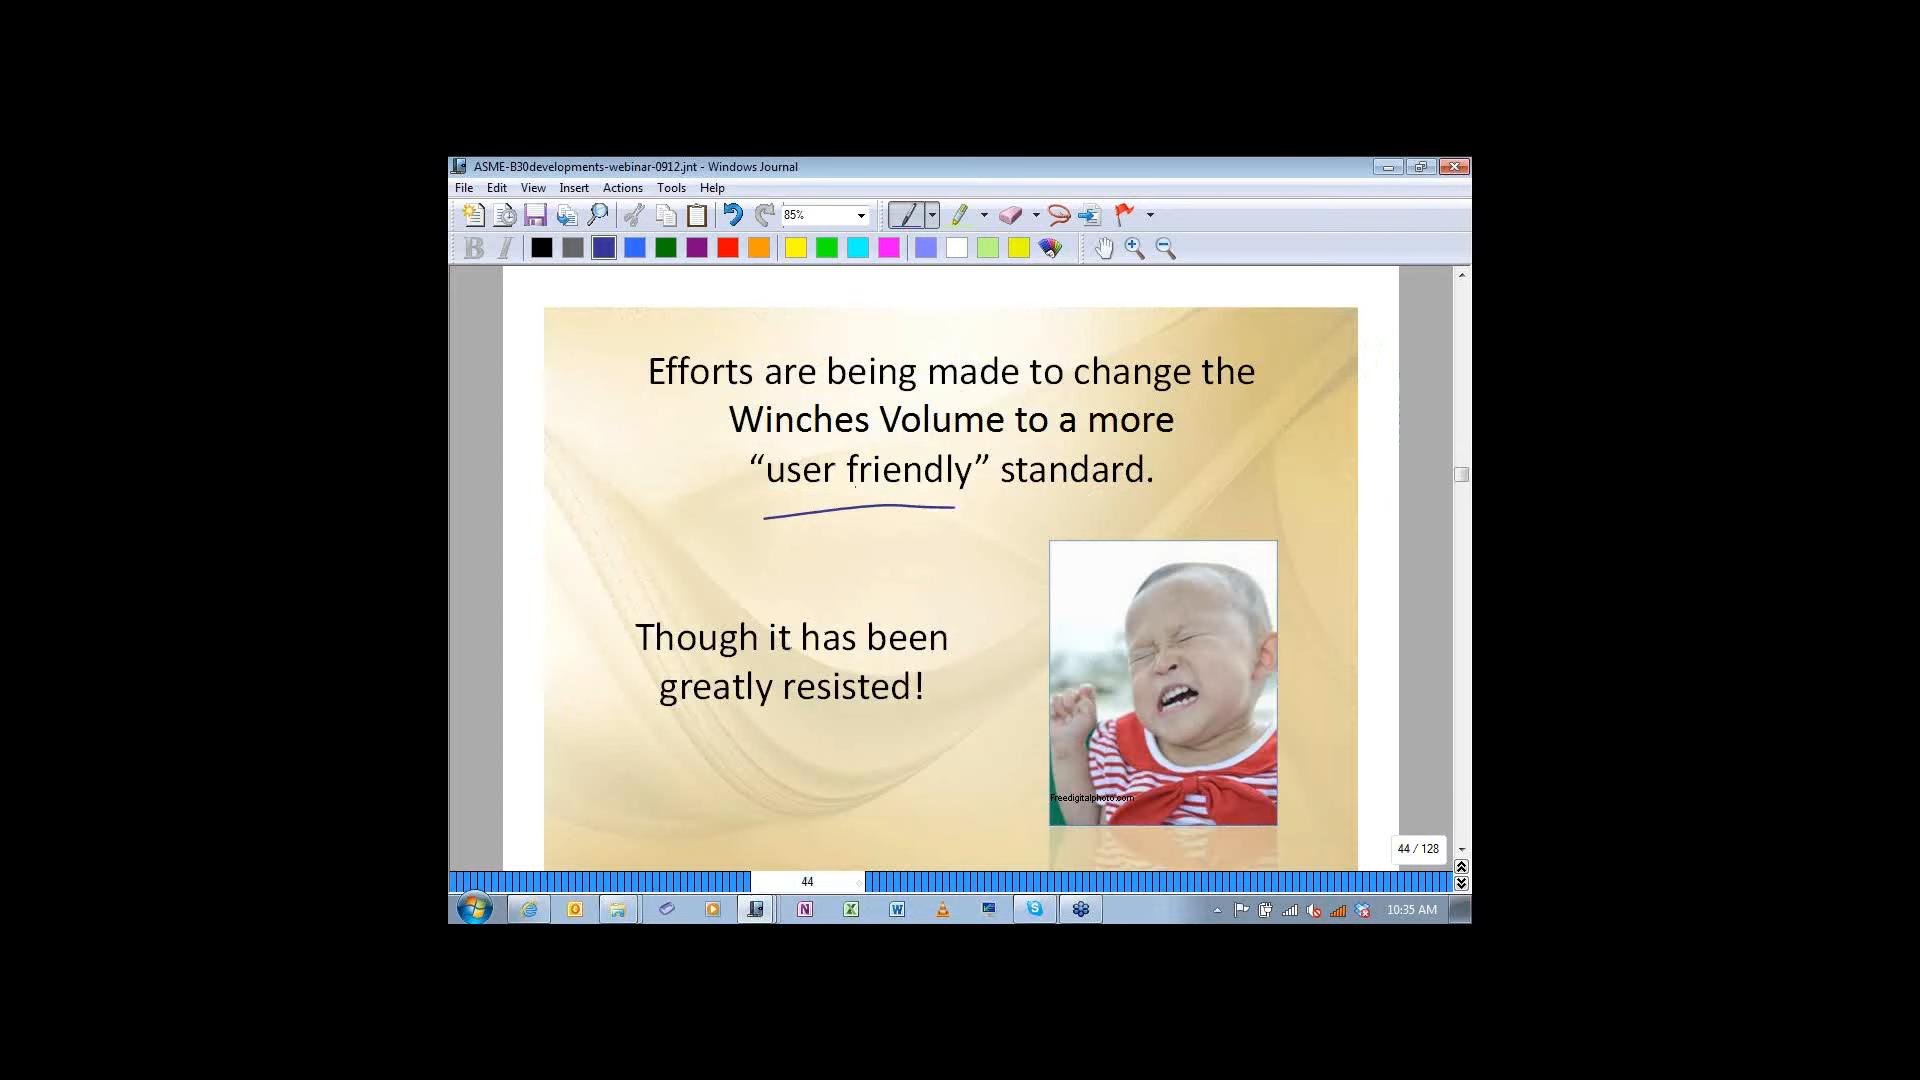 ASME-B30developments-webinar-0912.jnt - Windows Journal
File Edit View Insert Actions Tools Help
85%
B I
Efforts are being made to change the
Winches Volume to a more
“user friendly” standard.
Though it has been
greatly resisted!
Freedigitalphoto.com
44 / 128
44
10:35 AM